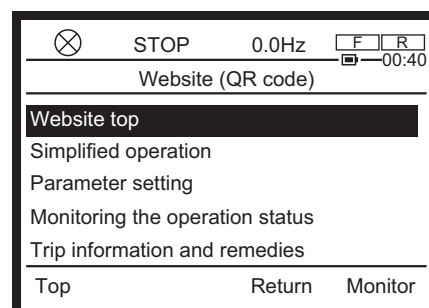 STOP 0.0Hz F R
00:40
Website (QR code)
Website top
Simplified operation
Parameter setting
Monitoring the operation status
Trip information and remedies
Top Return Monitor